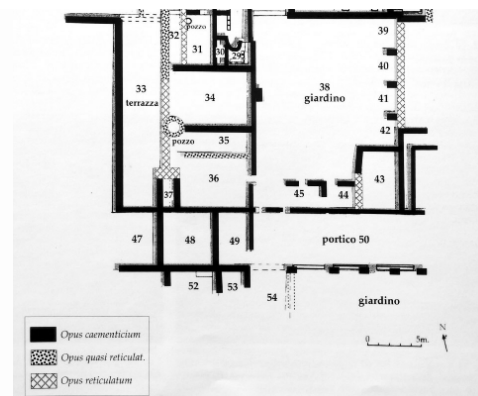 39
32
pozzo
31
30
29
40
33
terrazza
38
giardino
34
41
35
pozzo
42
36
43
37
45
44
47
48
49
portico 50
52
53
54
giardino
Opus caementicium
Opus quasi reticulat.
Opus reticulatum
0
5m.
N